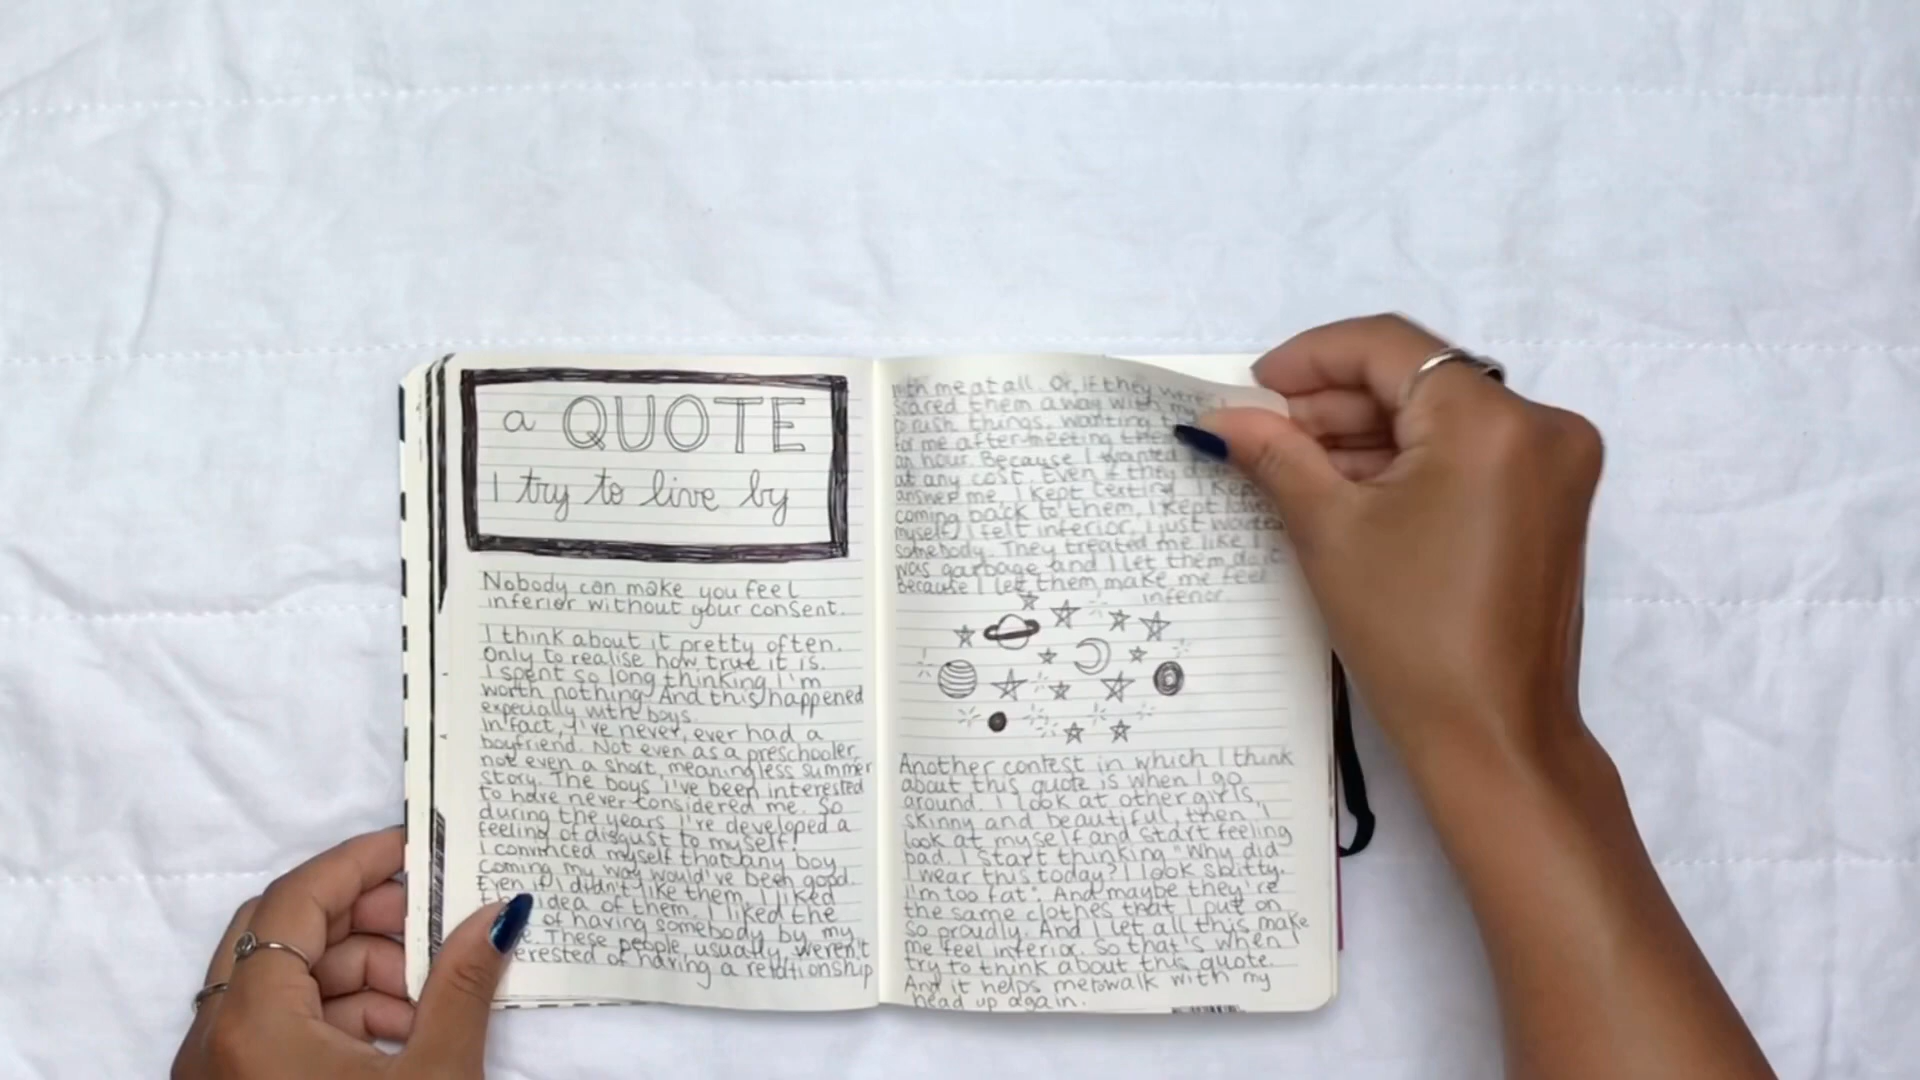 a QUOTE
I try to live by
Nobody can make you feel
inferior without your consent.
I think about it pretty often.
Only to realise how true it is.
I spent so long thinking I'm
worth nothing. And this happened
expecially with boys.
In fact, I've never, ever had a
boyfriend. Not even as a preschooler,
not even a short, meaningless summer
story. The boys I've been interested
to have never considered me. So
during the years I've developed a
feeling of disgust to myself!
I convinced myself that any boy
coming my way would've been good.
Even if I didn't like them, I liked
idea of them. I liked the
of having somebody by my
These people usually weren't
erested of having a relationship
with me at all. Or, if they were, I
scared them away with my
to rush things, wanting
for me after meeting
an hour. Because I wanted
at any cost. Even if they
answer me, I kept texting, I kept
coming back to them, I kept
myself. I felt inferior. I just wanted
somebody. They treated me like I
was garbage and I let them do it
because I let them make me feel
inferior.
Another contest in which I think
about this quote is when I go
around. I look at other girls,
skinny and beautiful, then I
look at myself and start feeling
bad. I start thinking "Why did
I wear this today? I look shitty.
I'm too fat". And maybe they're
the same clothes that I put on
so proudly. And I let all this make
me feel inferior. So that's when I
try to think about this quote.
And it helps me to walk with my
head up again.